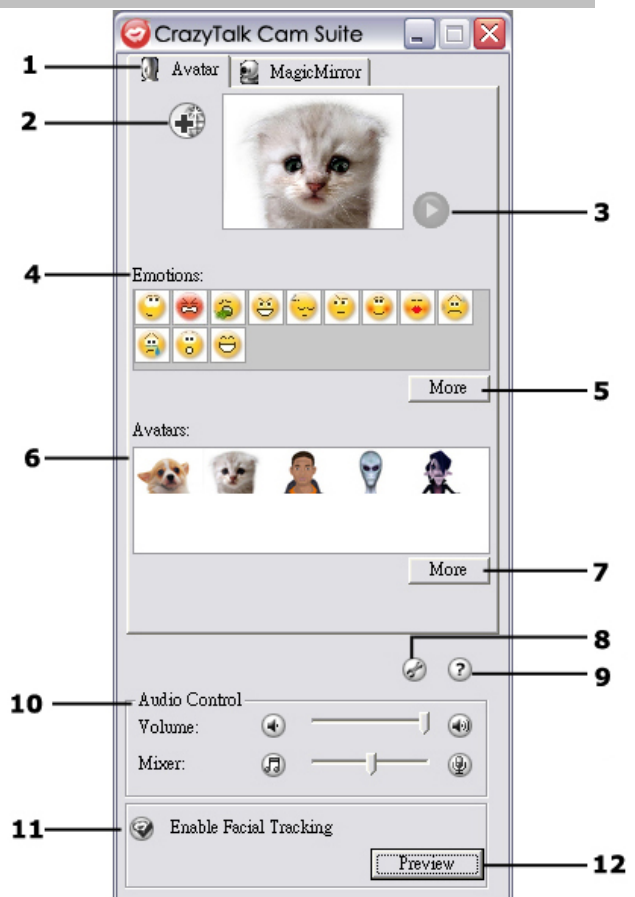 CrazyTalk Cam Suite
1
Avatar MagicMirror
2
3
4
Emotions:
More
5
Avatars:
6
More
7
8
?
9
10
Audio Control
Volume:
Mixer:
11
Enable Facial Tracking
Preview
12